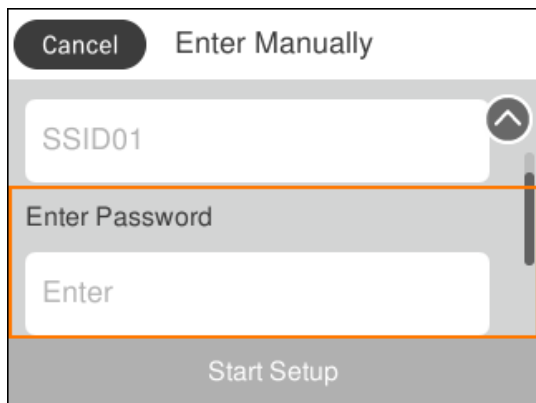 Cancel Enter Manually
SSID01
Enter Password
Enter
Start Setup